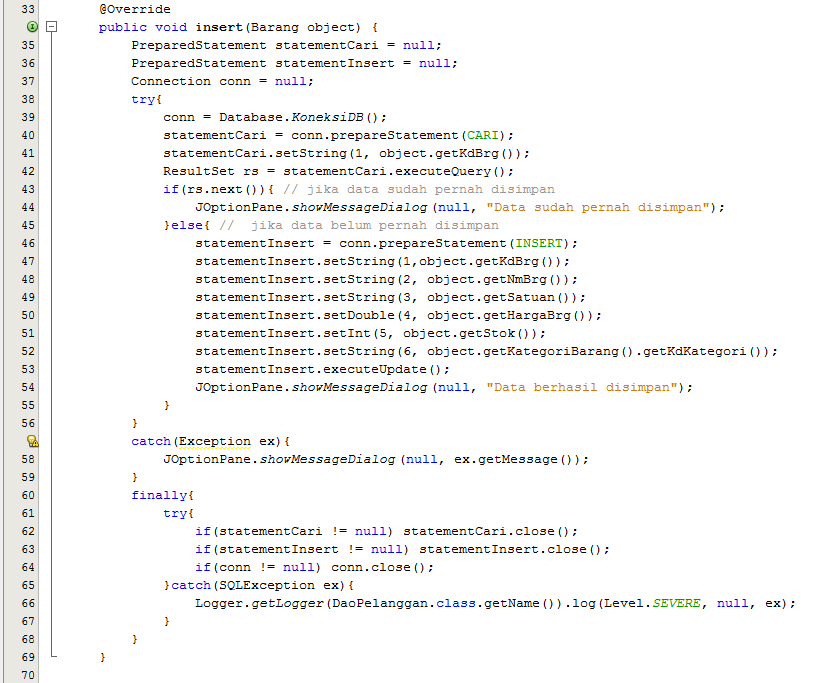 33 @Override
public void insert(Barang object) {
35 PreparedStatement statementCari = null;
36 PreparedStatement statementInsert = null;
37 Connection conn = null;
38 try{
39 conn = Database.KoneksiDB();
40 statementCari = conn.prepareStatement(CARI);
41 statementCari.setString(1, object.getKdBrg());
42 ResultSet rs = statementCari.executeQuery();
43 if(rs.next()){ // jika data sudah pernah disimpan
44 JOptionPane.showMessageDialog(null, "Data sudah pernah disimpan");
45 }else{ //  jika data belum pernah disimpan
46 statementInsert = conn.prepareStatement(INSERT);
47 statementInsert.setString(1,object.getKdBrg());
48 statementInsert.setString(2, object.getNmBrg());
49 statementInsert.setString(3, object.getSatuan());
50 statementInsert.setDouble(4, object.getHargaBrg());
51 statementInsert.setInt(5, object.getStok());
52 statementInsert.setString(6, object.getKategoriBarang().getKdKategori());
53 statementInsert.executeUpdate();
54 JOptionPane.showMessageDialog(null, "Data berhasil disimpan");
55 }
56 }
catch(Exception ex){
58 JOptionPane.showMessageDialog(null, ex.getMessage());
59 }
60 finally{
61 try{
62 if(statementCari != null) statementCari.close();
63 if(statementInsert != null) statementInsert.close();
64 if(conn != null) conn.close();
65 }catch(SQLException ex){
66 Logger.getLogger(DaoPelanggan.class.getName()).log(Level.SEVERE, null, ex);
67 }
68 }
69 }
70